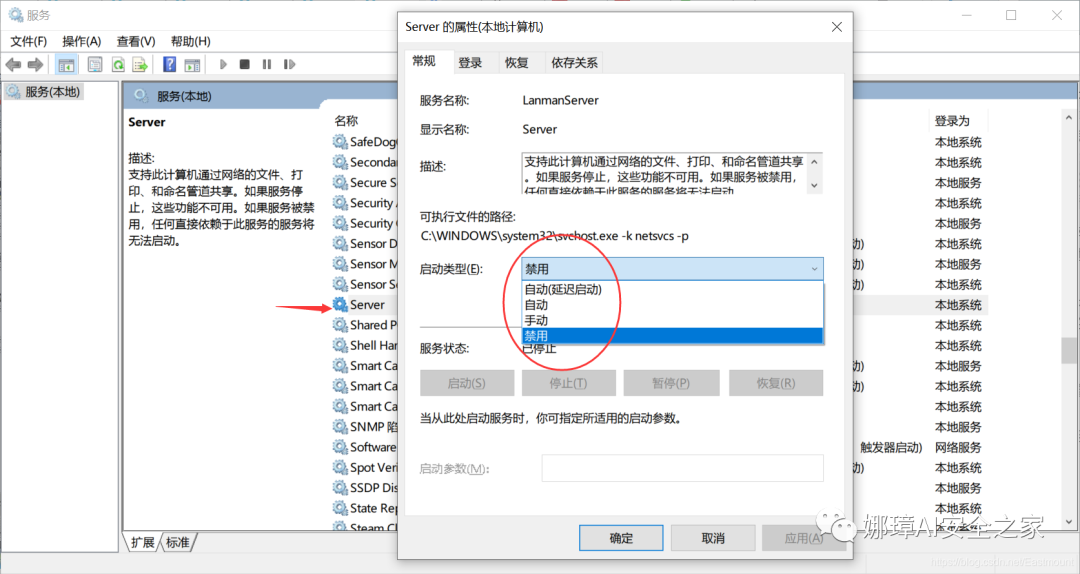 服务
文件(F) 操作(A) 查看(V) 帮助(H)
服务(本地)
服务(本地)
Server
描述:
支持此计算机通过网络的文件、打
印、和命名管道共享。如果服务停
止，这些功能不可用。如果服务被禁
用，任何直接依赖于此服务的服务将
无法启动。
名称
SafeDog
Seconda
Secure S
Security
Security
Sensor D
Sensor M
Sensor S
Server
Shared P
Shell Har
Smart Ca
Smart Ca
Smart Ca
SNMP 陷
Software
Spot Veri
SSDP Dis
State Rep
Steam Cl
扩展 标准
Server 的属性(本地计算机)
常规 登录 恢复 依存关系
服务名称: LanmanServer
显示名称: Server
描述: 支持此计算机通过网络的文件、打印、和命名管道共享
。如果服务停止，这些功能不可用。如果服务被禁用，
任何直接依赖于此服务的服务将无法启动
可执行文件的路径:
C:\WINDOWS\system32\svchost.exe -k netsvcs -p
启动类型(E): 禁用
自动(延迟启动)
自动
手动
禁用
服务状态: 已停止
启动(S) 停止(T) 暂停(P) 恢复(R)
当从此处启动服务时，你可指定所适用的启动参数。
启动参数(M):
确定 取消 应用(A)
登录为
本地系统
本地系统
本地服务
本地系统
本地服务
动) 本地系统
动) 本地服务
动) 本地系统
本地系统
本地系统
本地系统
动) 本地系统
动) 本地系统
本地系统
本地服务
触发器启动) 网络服务
动) 本地系统
本地服务
本地系统
本地系统
娜璋AI安全之家